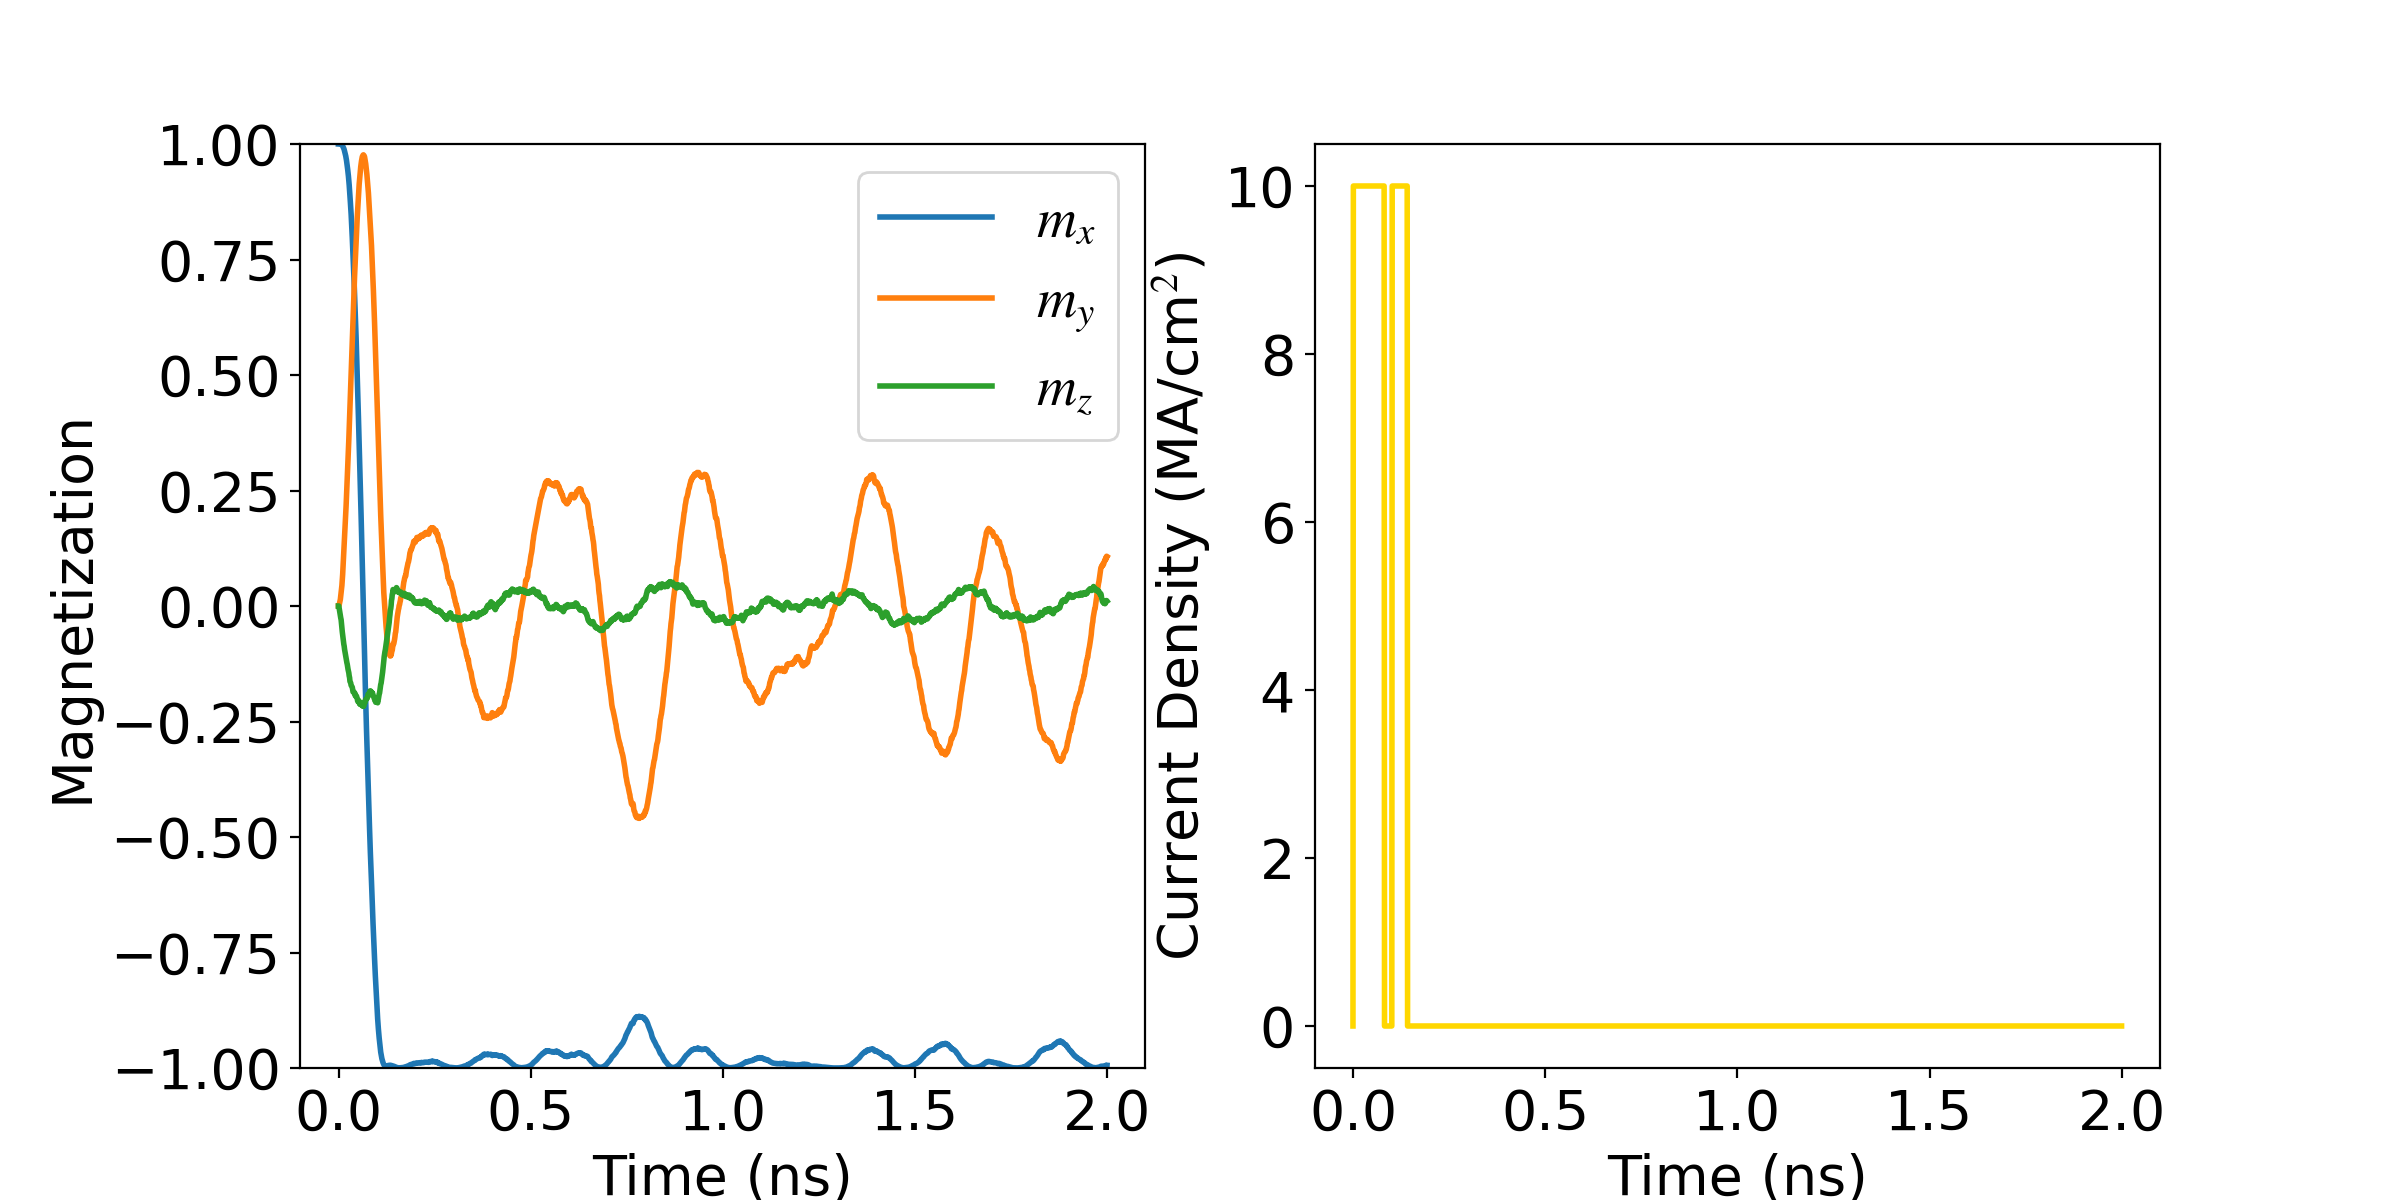 Magnetization
1.00
0.75
0.50
0.25
0.00
−0.25
−0.50
−0.75
−1.00
0.0 0.5 1.0 1.5 2.0
Time (ns)
m_x
m_y
m_z
Current Density (MA/cm²)
10
8
6
4
2
0
0.0 0.5 1.0 1.5 2.0
Time (ns)